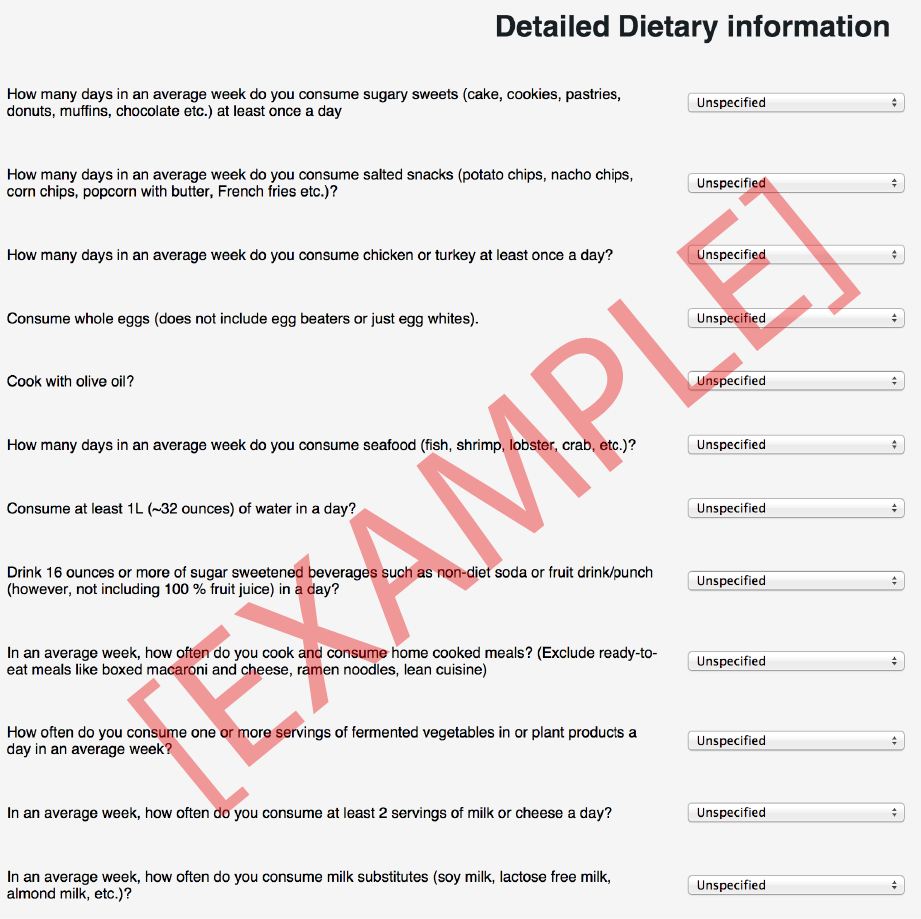 Detailed Dietary information
How many days in an average week do you consume sugary sweets (cake, cookies, pastries,
donuts, muffins, chocolate etc.) at least once a day
Unspecified
How many days in an average week do you consume salted snacks (potato chips, nacho chips,
corn chips, popcorn with butter, French fries etc.)?
Unspecified
How many days in an average week do you consume chicken or turkey at least once a day?
Unspecified
Consume whole eggs (does not include egg beaters or just egg whites).
Unspecified
Cook with olive oil?
Unspecified
How many days in an average week do you consume seafood (fish, shrimp, lobster, crab, etc.)?
Unspecified
Consume at least 1L (~32 ounces) of water in a day?
Unspecified
Drink 16 ounces or more of sugar sweetened beverages such as non-diet soda or fruit drink/punch
(however, not including 100 % fruit juice) in a day?
Unspecified
In an average week, how often do you cook and consume home cooked meals? (Exclude ready-to-
eat meals like boxed macaroni and cheese, ramen noodles, lean cuisine)
Unspecified
How often do you consume one or more servings of fermented vegetables in or plant products a
day in an average week?
Unspecified
In an average week, how often do you consume at least 2 servings of milk or cheese a day?
Unspecified
In an average week, how often do you consume milk substitutes (soy milk, lactose free milk,
almond milk, etc.)?
Unspecified
[EXAMPLE]